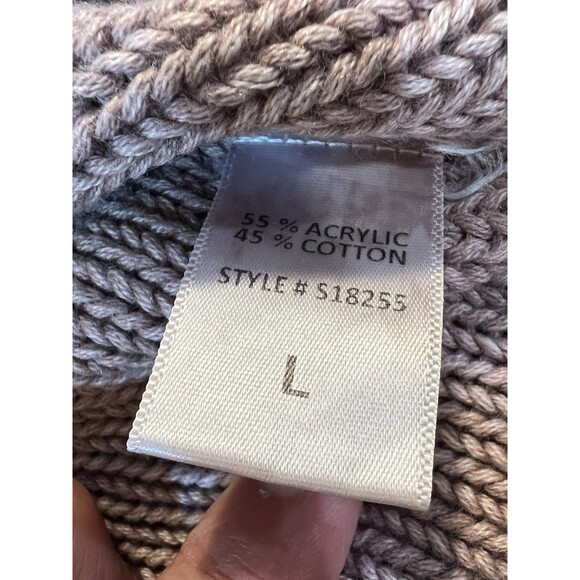 55 % ACRYLIC
45 % COTTON
STYLE # S18255
L